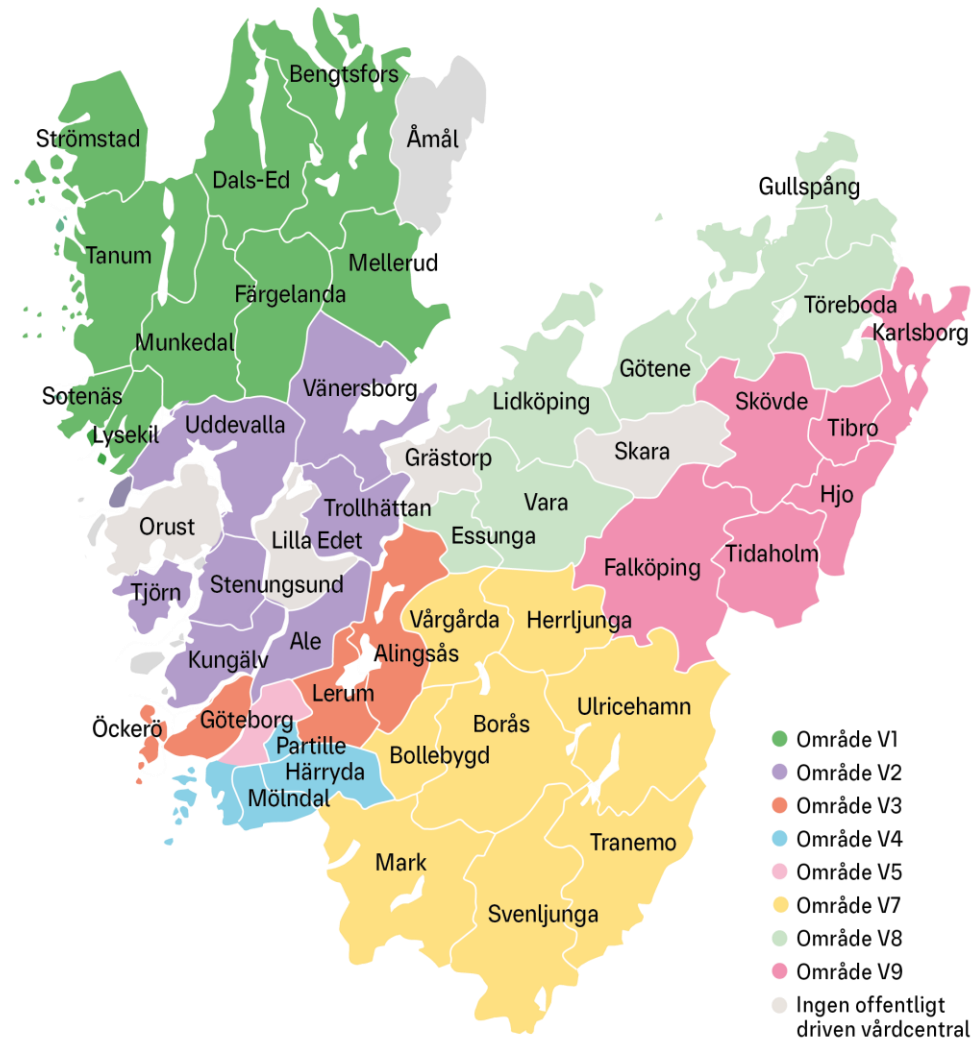 Bengtsfors
Strömstad
Åmål
Dals-Ed
Gullspång
Tanum
Mellerud
Färgelanda
Töreboda
Karlsborg
Munkedal
Götene
Vänersborg
Sotenäs
Lidköping
Skövde
Uddevalla
Lysekil
Tibro
Skara
Grästorp
Hjo
Vara
Trollhättan
Orust
Essunga
Lilla Edet
Tidaholm
Falköping
Stenungsund
Tjörn
Vårgårda
Herrljunga
Ale
Alingsås
Kungälv
Lerum
Ulricehamn
Göteborg
Öckerö
Borås
Partille
Bollebygd
Härryda
Mölndal
Tranemo
Mark
Svenljunga
Område V1
Område V2
Område V3
Område V4
Område V5
Område V7
Område V8
Område V9
Ingen offentligt
driven vårdcentral